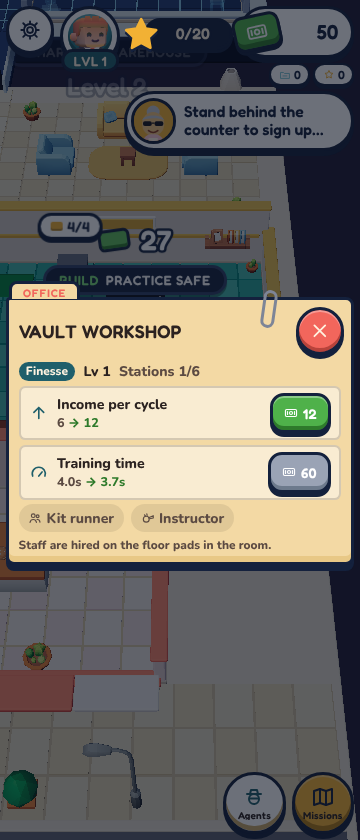 LVL 1
0/20
50
0
0
Level 2
Stand behind the
counter to sign up...
4/4
27
BUILD PRACTICE SAFE
OFFICE
VAULT WORKSHOP
Finesse Lv 1 Stations 1/6
Income per cycle
6 → 12
12
Training time
4.0s → 3.7s
60
Kit runner
Instructor
Staff are hired on the floor pads in the room.
Agents
Missions